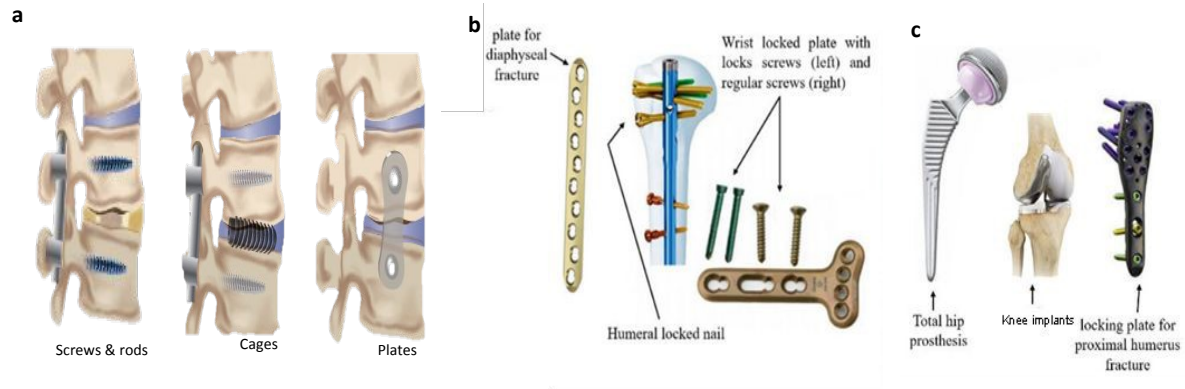 a
Screws & rods
Cages
Plates
b
plate for
diaphyseal
fracture
Wrist locked plate with
locks screws (left) and
regular screws (right)
Humeral locked nail
c
Total hip
prosthesis
Knee implants
locking plate for
proximal humerus
fracture